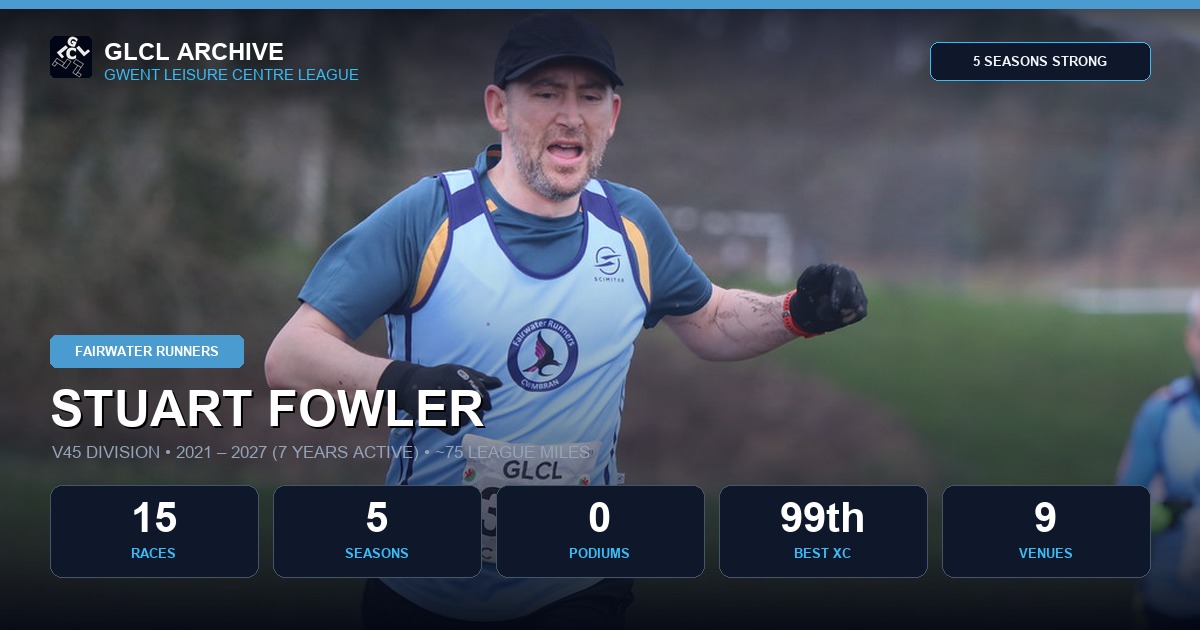 GLCL ARCHIVE
GWENT LEISURE CENTRE LEAGUE
5 SEASONS STRONG
SCIMITAR
Fairwater Runners
CWMBRAN
FAIRWATER RUNNERS
STUART FOWLER
V45 DIVISION • 2021 – 2027 (7 YEARS ACTIVE) • ~75 LEAGUE MILES
GLCL
15
RACES
5
SEASONS
0
PODIUMS
99th
BEST XC
9
VENUES